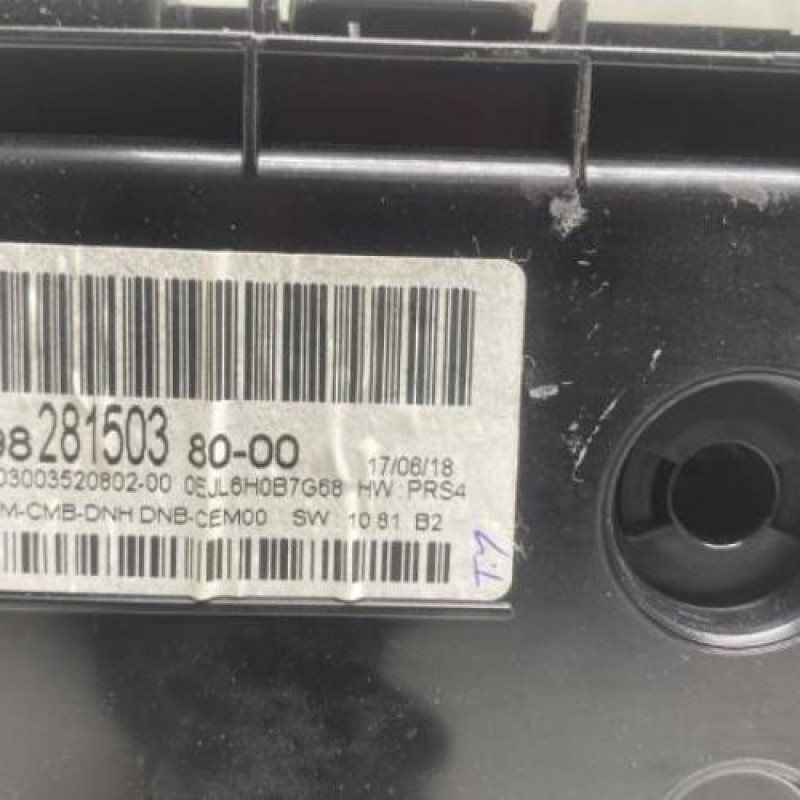 98 281503 80-00 17/06/18
03003520802-00 0EJL6H0B7G68 HW : PRS4
M-CMB-DNH DNB-CEM00 SW : 10 81 B2